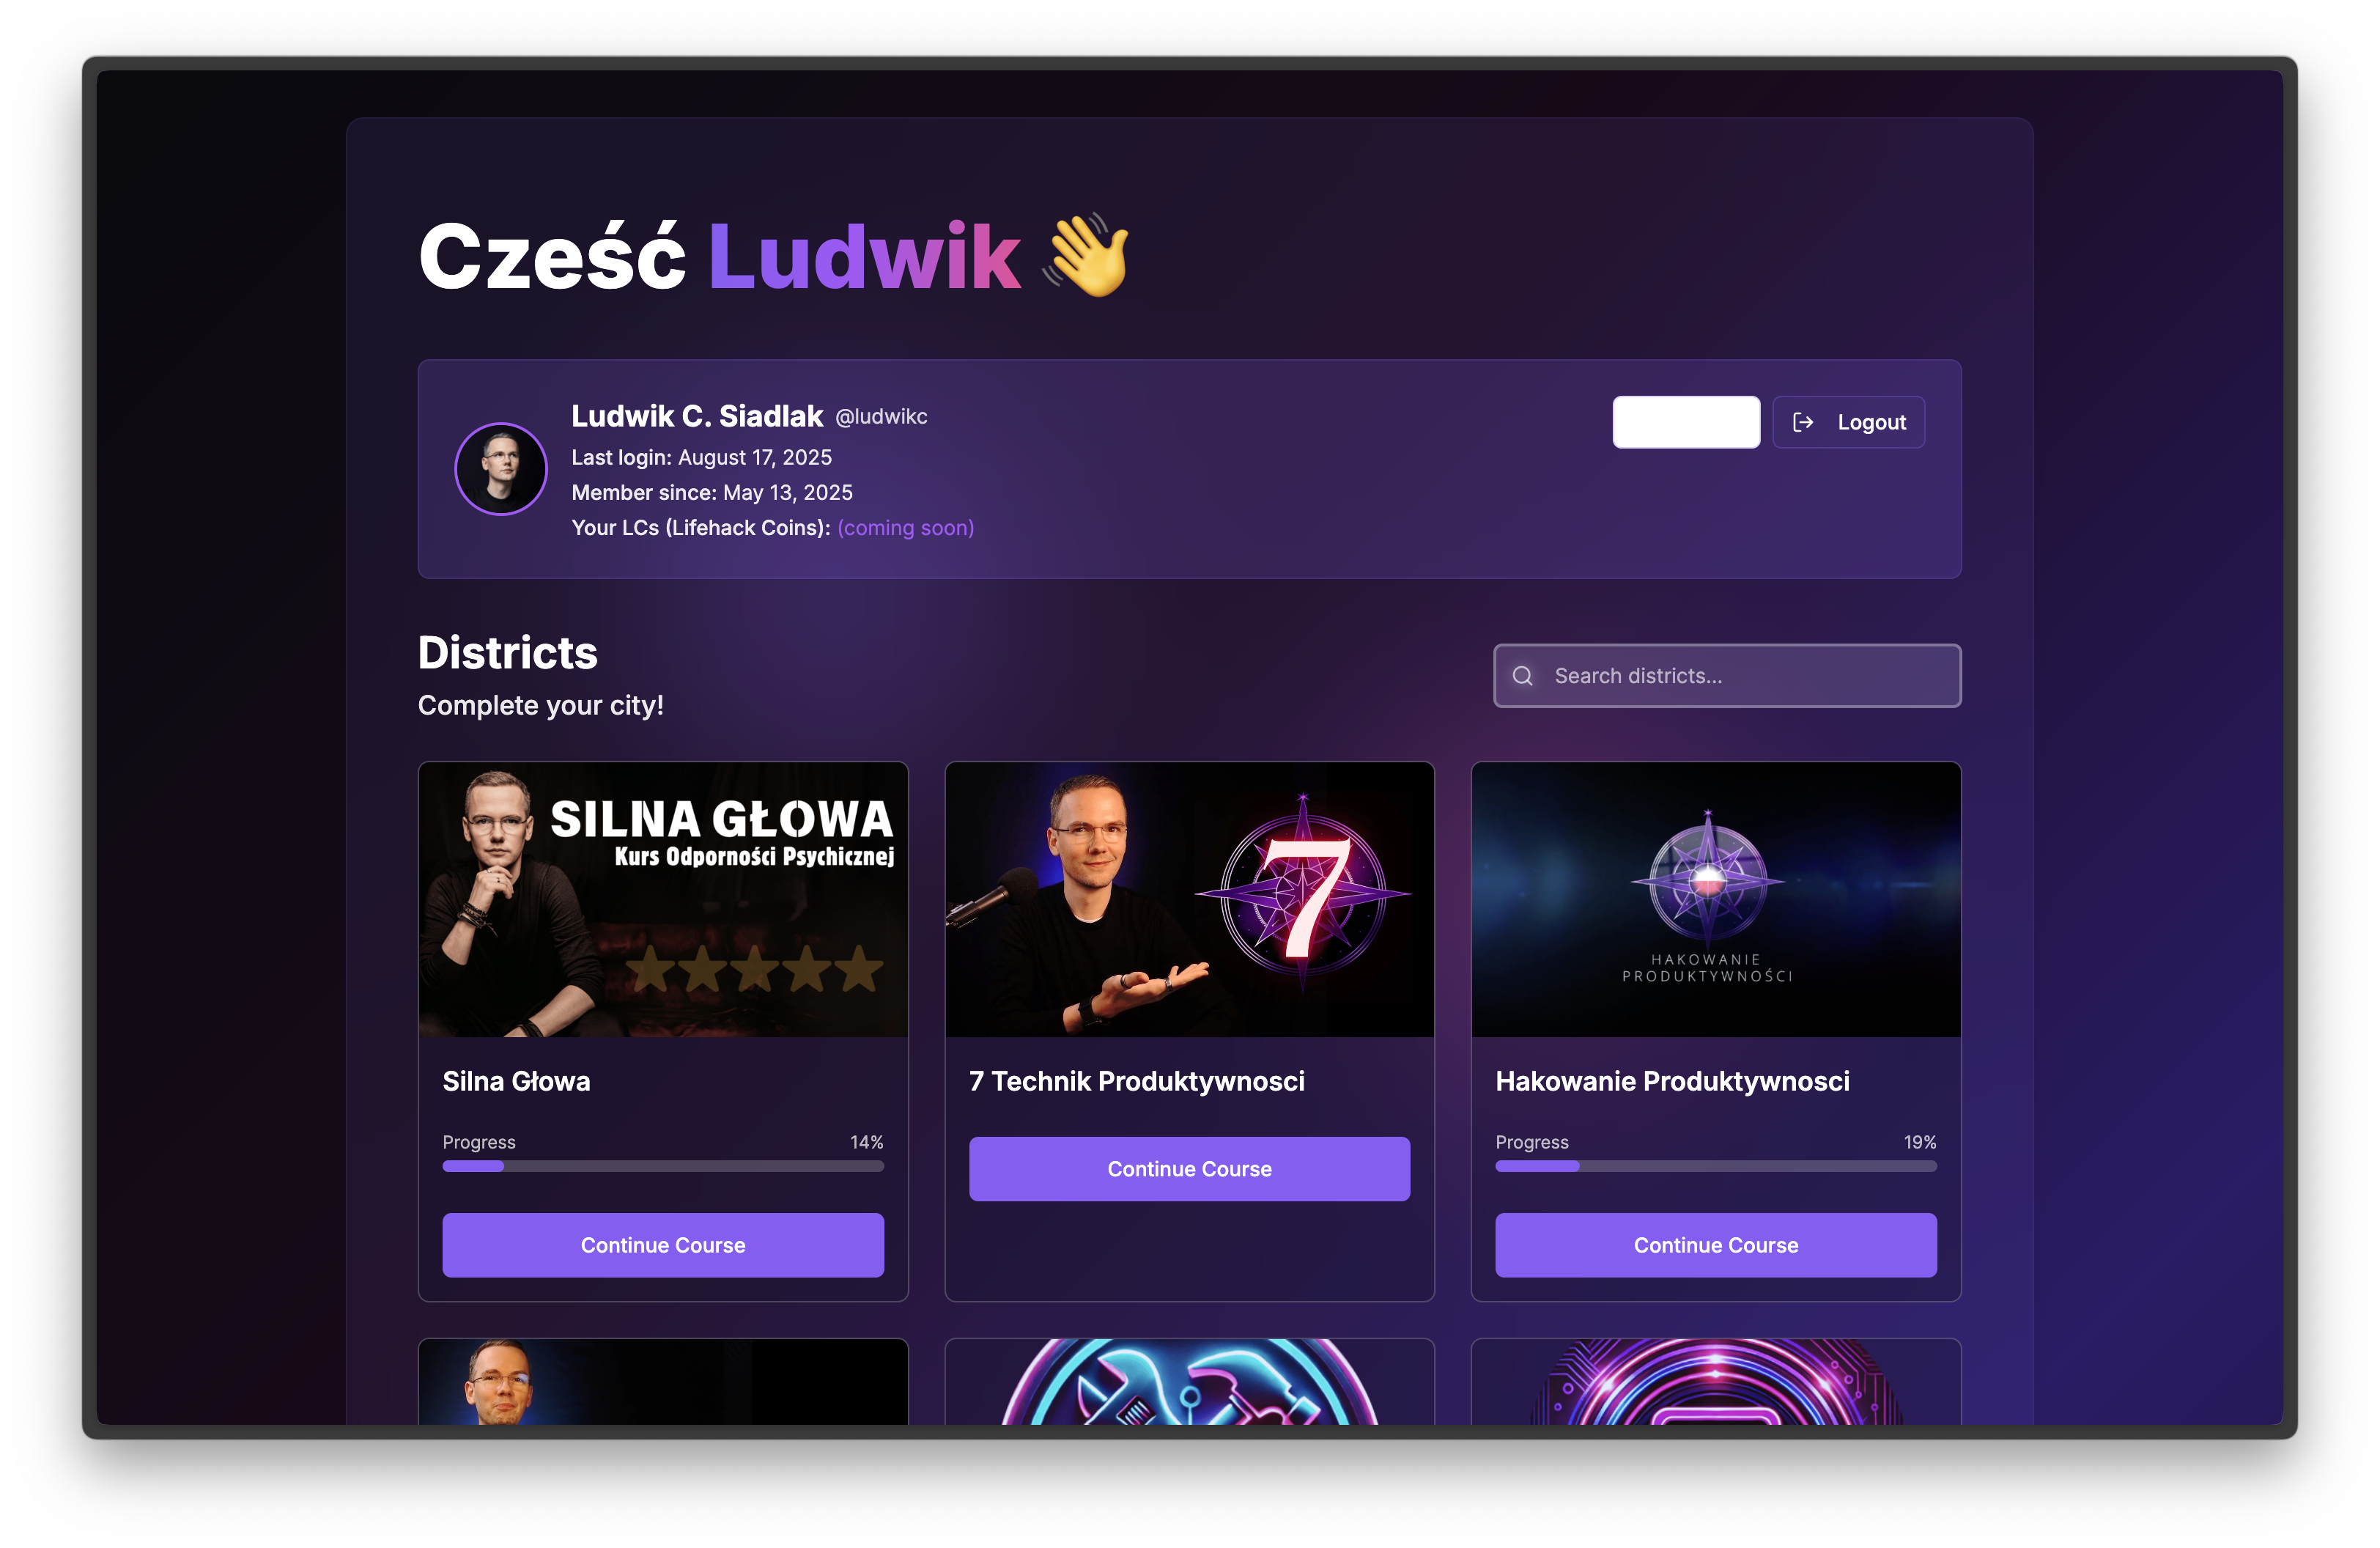 Cześć Ludwik 👋
Ludwik C. Siadlak @ludwikc
Last login: August 17, 2025
Member since: May 13, 2025
Your LCs (Lifehack Coins): (coming soon)
Logout
Districts
Complete your city!
Search districts...
SILNA GŁOWA
Kurs Odporności Psychicznej
7
HAKOWANIE
PRODUKTYWNOŚCI
Silna Głowa
7 Technik Produktywnosci
Hakowanie Produktywnosci
Progress 14%
Continue Course
Continue Course
Progress 19%
Continue Course